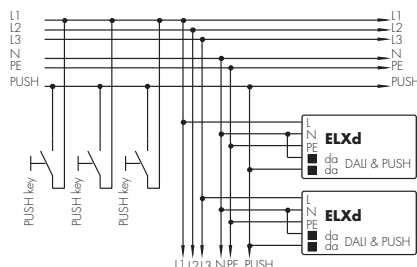 L1 L1
L2 L2
L3 L3
N N
PE PE
PUSH PUSH
L
N ELXd
PE
da
da DALI & PUSH
PUSH key PUSH key PUSH key
L
N ELXd
PE
da
da DALI & PUSH
L1 L2 L3 N PE PUSH